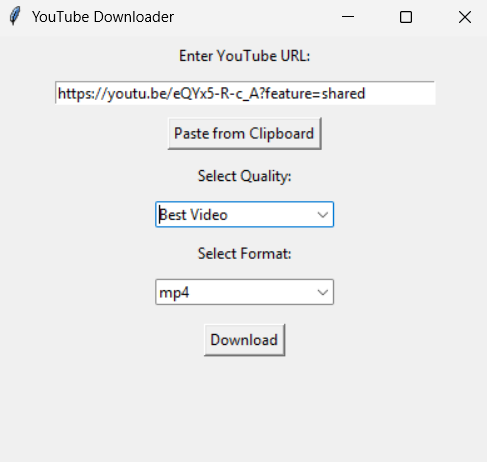 YouTube Downloader
Enter YouTube URL:
https://youtu.be/eQYx5-R-c_A?feature=shared
Paste from Clipboard
Select Quality:
Best Video
Select Format:
mp4
Download